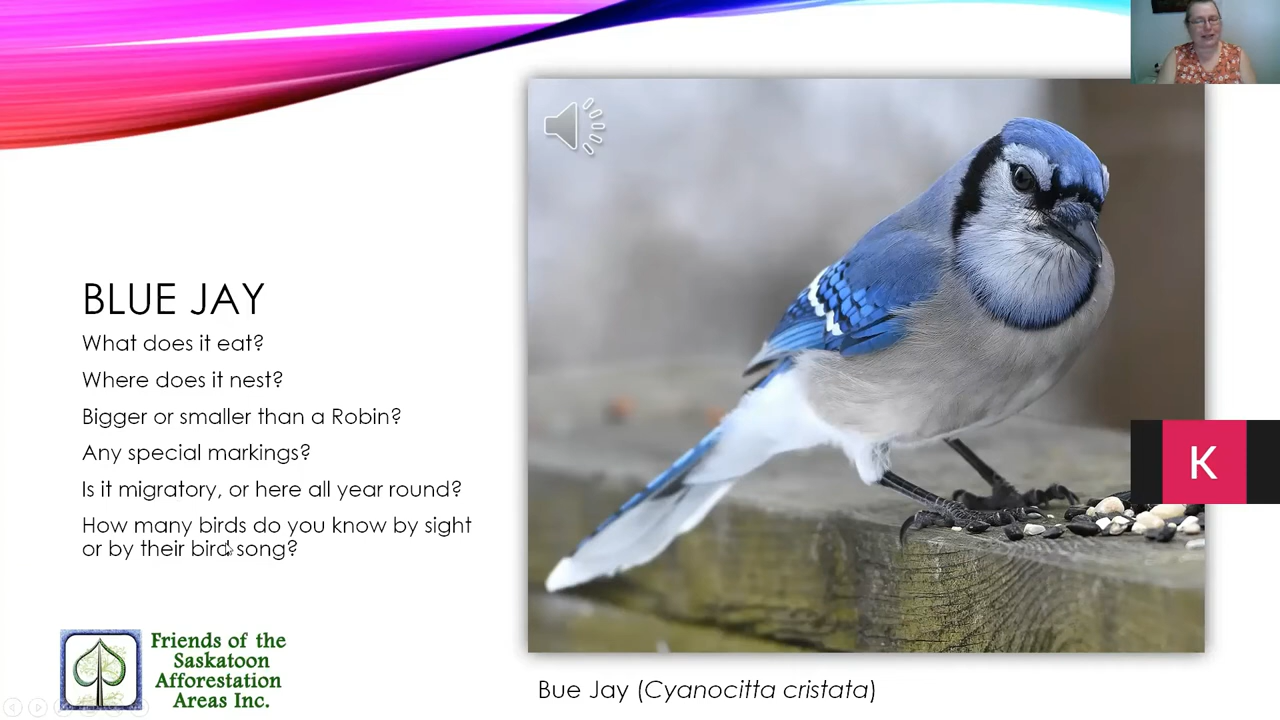 BLUE JAY
What does it eat?
Where does it nest?
Bigger or smaller than a Robin?
Any special markings?
Is it migratory, or here all year round?
How many birds do you know by sight
or by their bird song?
Friends of the
Saskatoon
Afforestation
Areas Inc.
Bue Jay (Cyanocitta cristata)
K